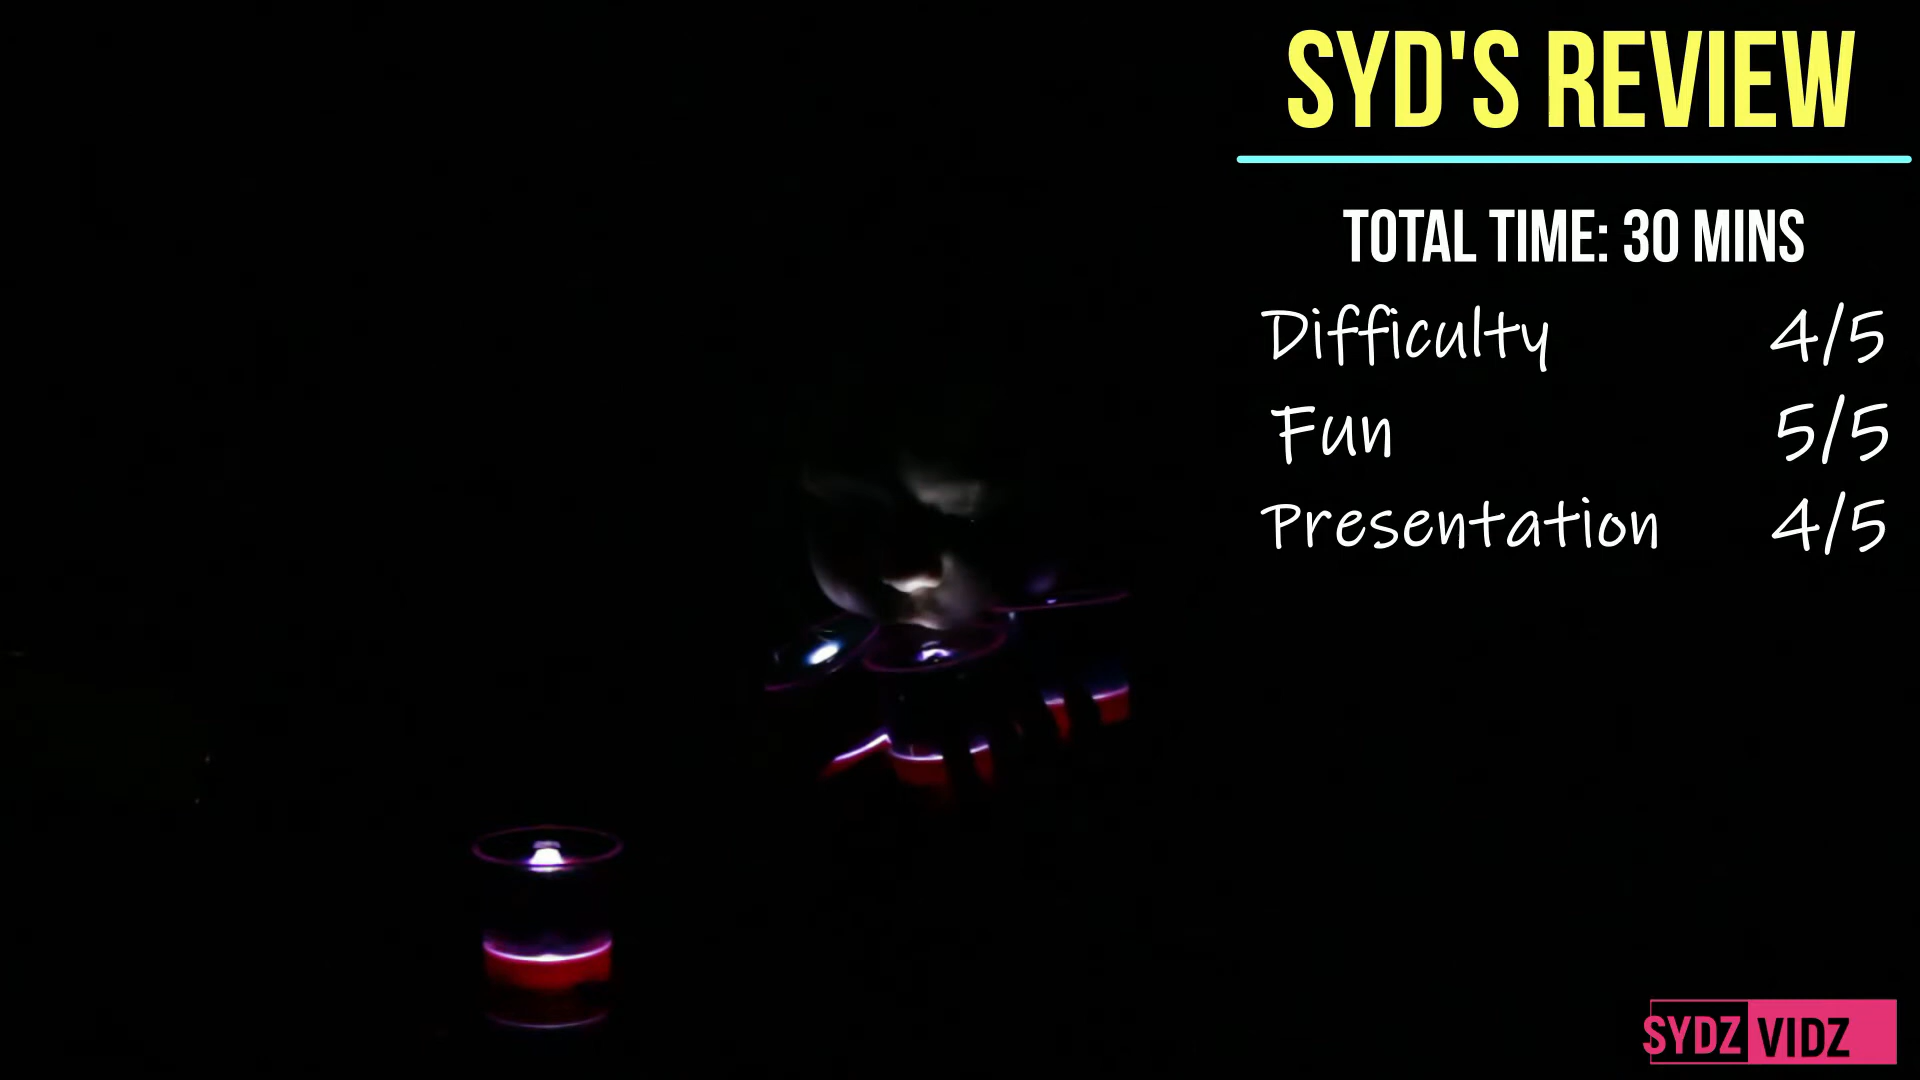 SYD'S REVIEW
TOTAL TIME: 30 MINS
Difficulty 4/5
Fun 5/5
Presentation 4/5
SYDZ VIDZ